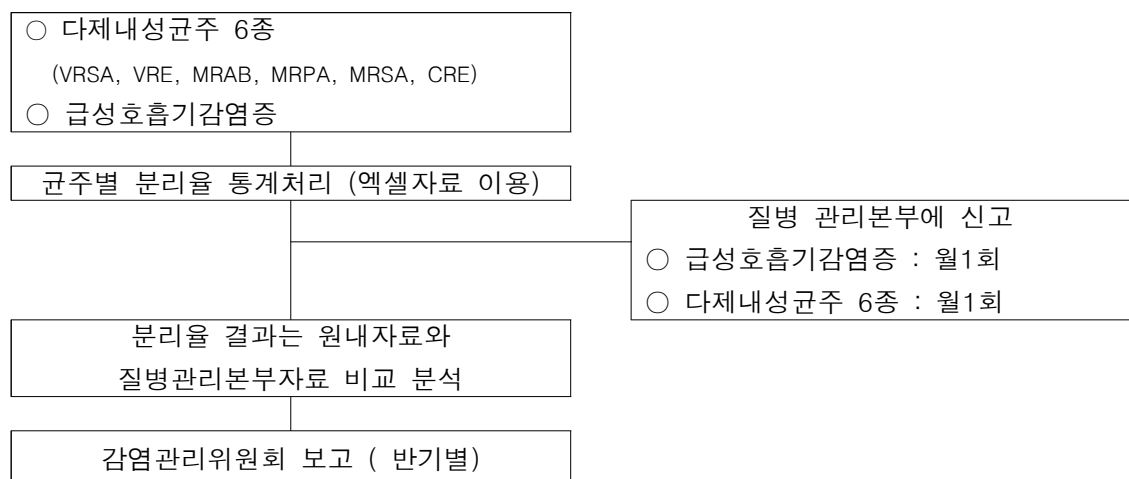 ○ 다제내성균주 6종
(VRSA, VRE, MRAB, MRPA, MRSA, CRE)
○ 급성호흡기감염증
균주별 분리율 통계처리 (엑셀자료 이용)
질병 관리본부에 신고
○ 급성호흡기감염증 : 월1회
○ 다제내성균주 6종 : 월1회
분리율 결과는 원내자료와
질병관리본부자료 비교 분석
감염관리위원회 보고 ( 반기별)